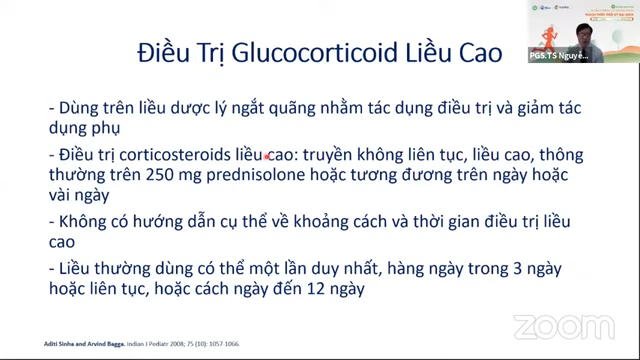 Điều Trị Glucocorticoid Liều Cao
- Dùng trên liều dược lý ngắt quãng nhằm tác dụng điều trị và giảm tác
dụng phụ
- Điều trị corticosteroids liều cao: truyền không liên tục, liều cao, thông
thường trên 250 mg prednisolone hoặc tương đương trên ngày hoặc
vài ngày
- Không có hướng dẫn cụ thể về khoảng cách và thời gian điều trị liều
cao
- Liều thường dùng có thể một lần duy nhất, hàng ngày trong 3 ngày
hoặc liên tục, hoặc cách ngày đến 12 ngày
Aditi Sinha and Arvind Bagga. Indian J Pediatr 2008; 75 (10): 1057-1066.
PGS.TS Nguyễ...
zoom